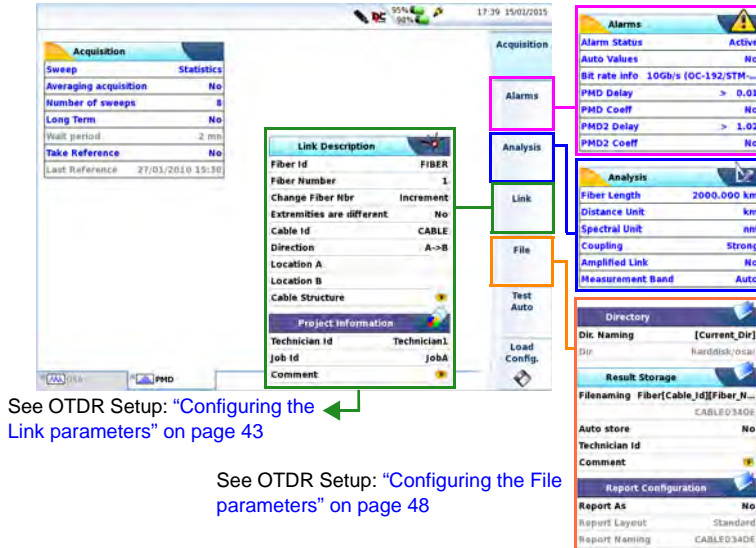 95%
98%
DC
17:39 15/01/2015
Acquisition
Sweep Statistics
Averaging acquisition No
Number of sweeps 8
Long Term No
Wait period 2 mn
Take Reference No
Last Reference 27/01/2010 15:30
Link Description
Fiber Id FIBER
Fiber Number 1
Change Fiber Nbr Increment
Extremities are different No
Cable Id CABLE
Direction A->B
Location A
Location B
Cable Structure
Project Information
Technician Id Technician1
Job Id JobA
Comment
OSA
PMD
Acquisition
Alarms
Analysis
Link
File
Test
Auto
Load
Config.
Alarms
Alarm Status Active
Auto Values No
Bit rate info 10Gb/s (OC-192/STM-...
PMD Delay > 0.01
PMD Coeff No
PMD2 Delay > 1.02
PMD2 Coeff No
Analysis
Fiber Length 2000.000 km
Distance Unit km
Spectral Unit nm
Coupling Strong
Amplified Link No
Measurement Band Auto
Directory
Dir. Naming [Current_Dir]
Dir harddisk/osa/
Result Storage
Filenaming Fiber[Cable_Id][Fiber_N...
Auto store No
Technician Id
Comment
Report Configuration
Report As No
Report Layout Standard
Report Naming
See OTDR Setup: “Configuring the
Link parameters” on page 43
See OTDR Setup: “Configuring the File
parameters” on page 48